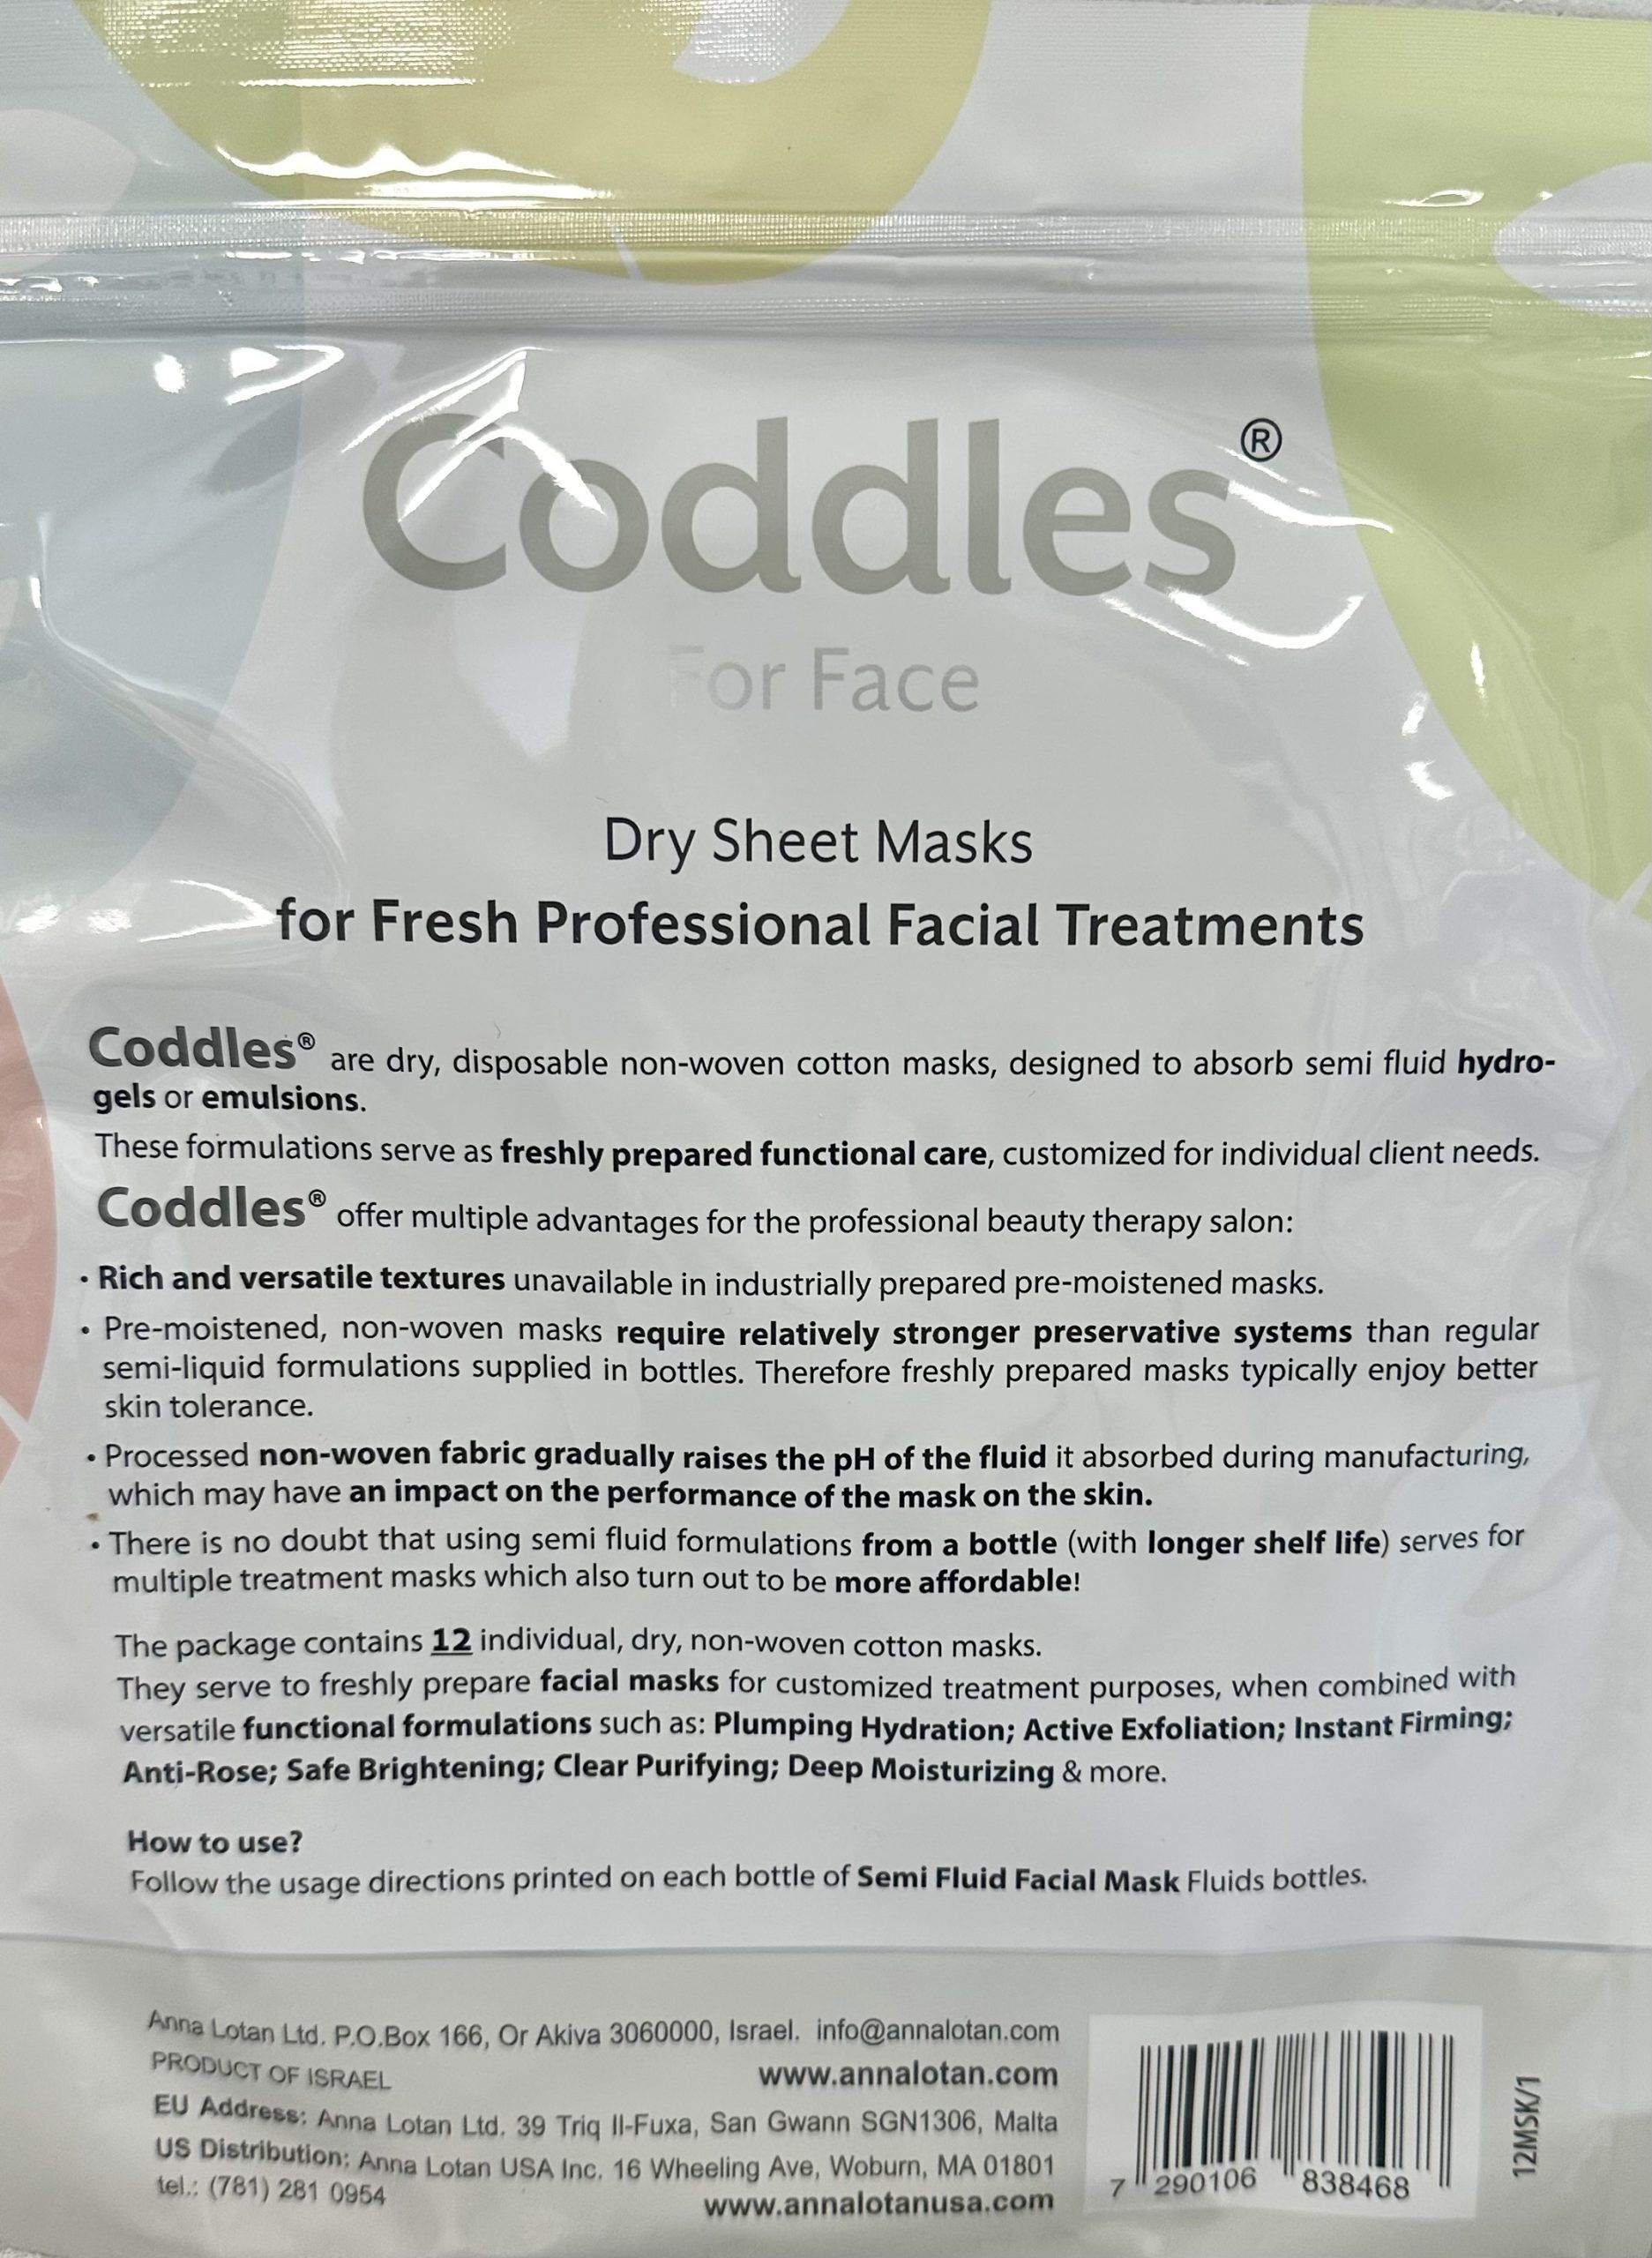 Coddles®
For Face
Dry Sheet Masks
for Fresh Professional Facial Treatments
Coddles® are dry, disposable non-woven cotton masks, designed to absorb semi fluid hydro-
gels or emulsions.
These formulations serve as freshly prepared functional care, customized for individual client needs.
Coddles® offer multiple advantages for the professional beauty therapy salon:
• Rich and versatile textures unavailable in industrially prepared pre-moistened masks.
• Pre-moistened, non-woven masks require relatively stronger preservative systems than regular
semi-liquid formulations supplied in bottles. Therefore freshly prepared masks typically enjoy better
skin tolerance.
• Processed non-woven fabric gradually raises the pH of the fluid it absorbed during manufacturing,
which may have an impact on the performance of the mask on the skin.
• There is no doubt that using semi fluid formulations from a bottle (with longer shelf life) serves for
multiple treatment masks which also turn out to be more affordable!
The package contains 12 individual, dry, non-woven cotton masks.
They serve to freshly prepare facial masks for customized treatment purposes, when combined with
versatile functional formulations such as: Plumping Hydration; Active Exfoliation; Instant Firming;
Anti-Rose; Safe Brightening; Clear Purifying; Deep Moisturizing & more.
How to use?
Follow the usage directions printed on each bottle of Semi Fluid Facial Mask Fluids bottles.
Anna Lotan Ltd. P.O.Box 166, Or Akiva 3060000, Israel. info@annalotan.com
PRODUCT OF ISRAEL www.annalotan.com
EU Address: Anna Lotan Ltd. 39 Triq Il-Fuxa, San Gwann SGN1306, Malta
US Distribution: Anna Lotan USA Inc. 16 Wheeling Ave, Woburn, MA 01801
tel.: (781) 281 0954 www.annalotanusa.com
7 290106 838468
12MSK/1